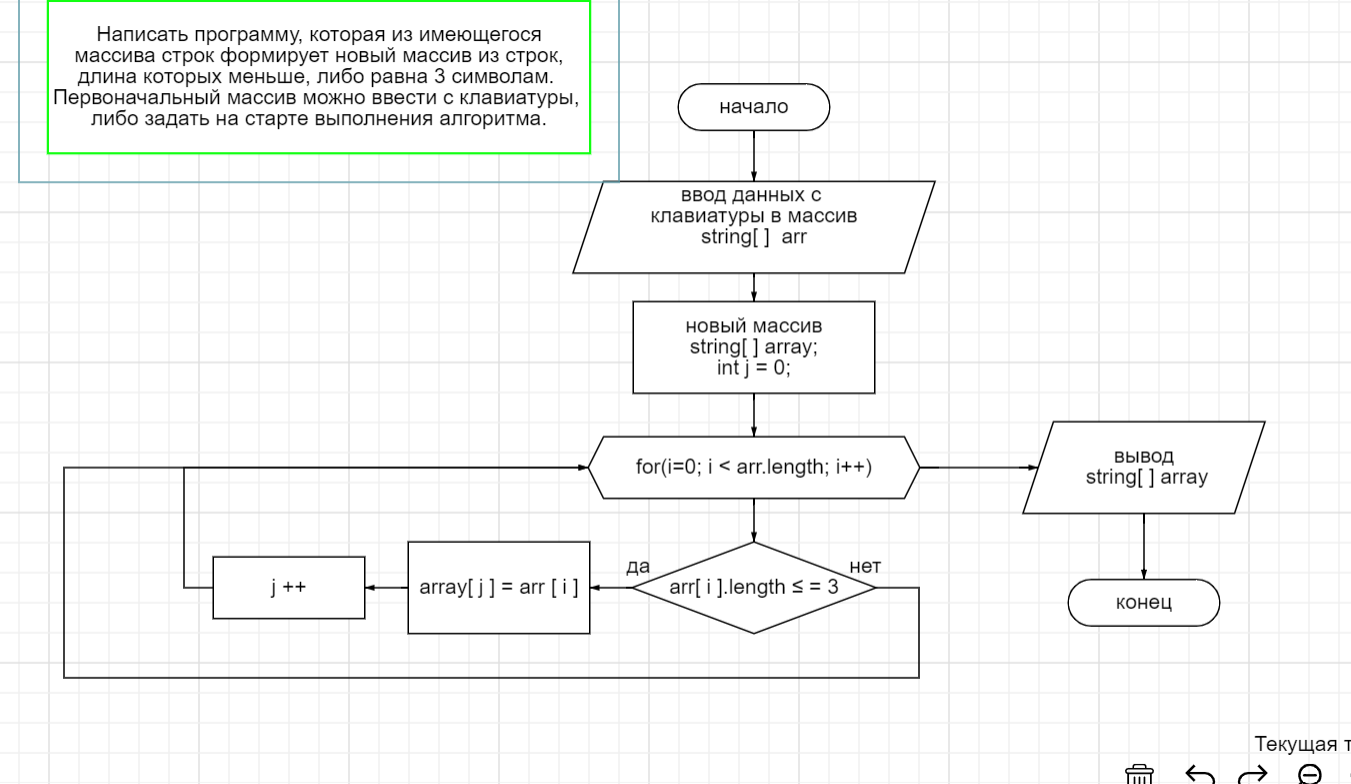 Написать программу, которая из имеющегося
массива строк формирует новый массив из строк,
длина которых меньше, либо равна 3 символам.
Первоначальный массив можно ввести с клавиатуры,
либо задать на старте выполнения алгоритма.
начало
ввод данных с
клавиатуры в массив
string[ ] arr
новый массив
string[ ] array;
int j = 0;
for(i=0; i < arr.length; i++)
вывод
string[ ] array
да
нет
j ++
array[ j ] = arr [ i ]
arr[ i ].length ≤ = 3
конец
Текущая т